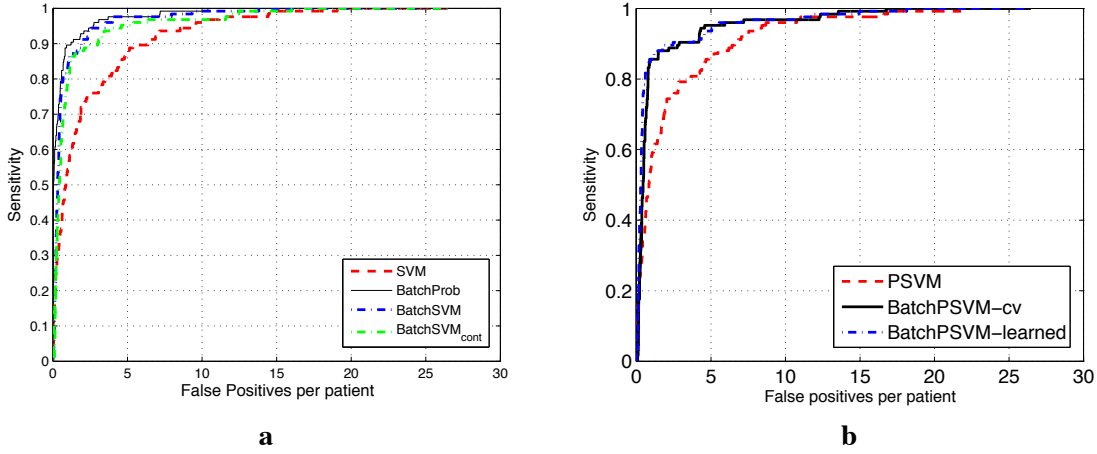 1
0.9
0.8
0.7
0.6
0.5
0.4
0.3
0.2
0.1
0
Sensitivity
0 5 10 15 20 25 30
False Positives per patient
SVM
BatchProb
BatchSVM
BatchSVMcont
a
1
0.8
0.6
0.4
0.2
0
Sensitivity
0 5 10 15 20 25 30
False positives per patient
PSVM
BatchPSVM-cv
BatchPSVM-learned
b